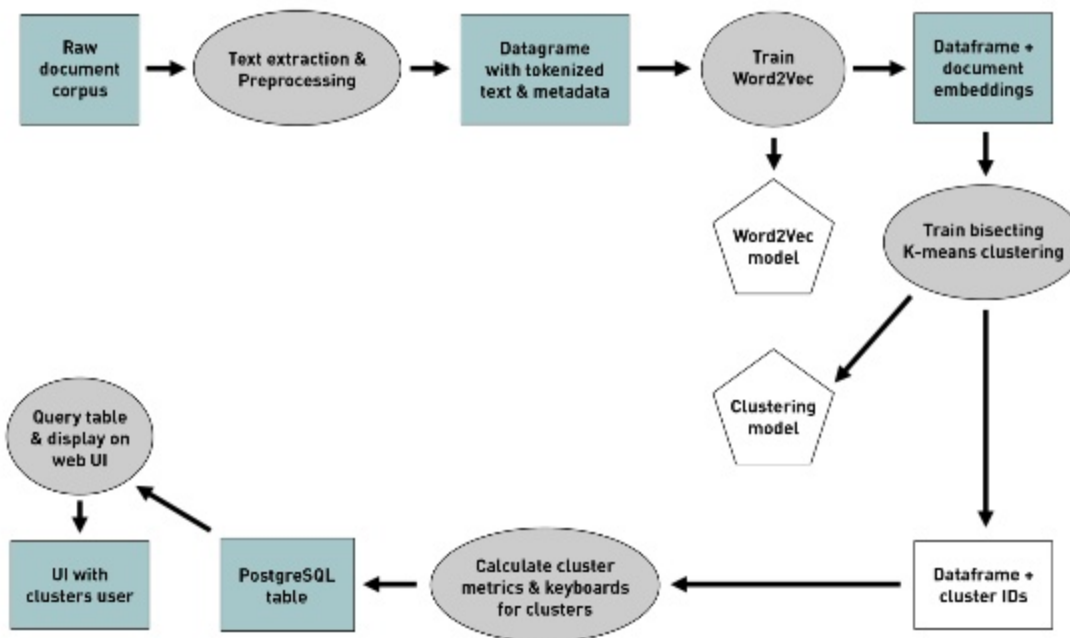 Raw
document
corpus
Text extraction &
Preprocessing
Datagrame
with tokenized
text & metadata
Train
Word2Vec
Dataframe +
document
embeddings
Word2Vec
model
Train bisecting
K-means clustering
Clustering
model
Query table
& display on
web UI
UI with
clusters user
PostgreSQL
table
Calculate cluster
metrics & keyboards
for clusters
Dataframe +
cluster IDs